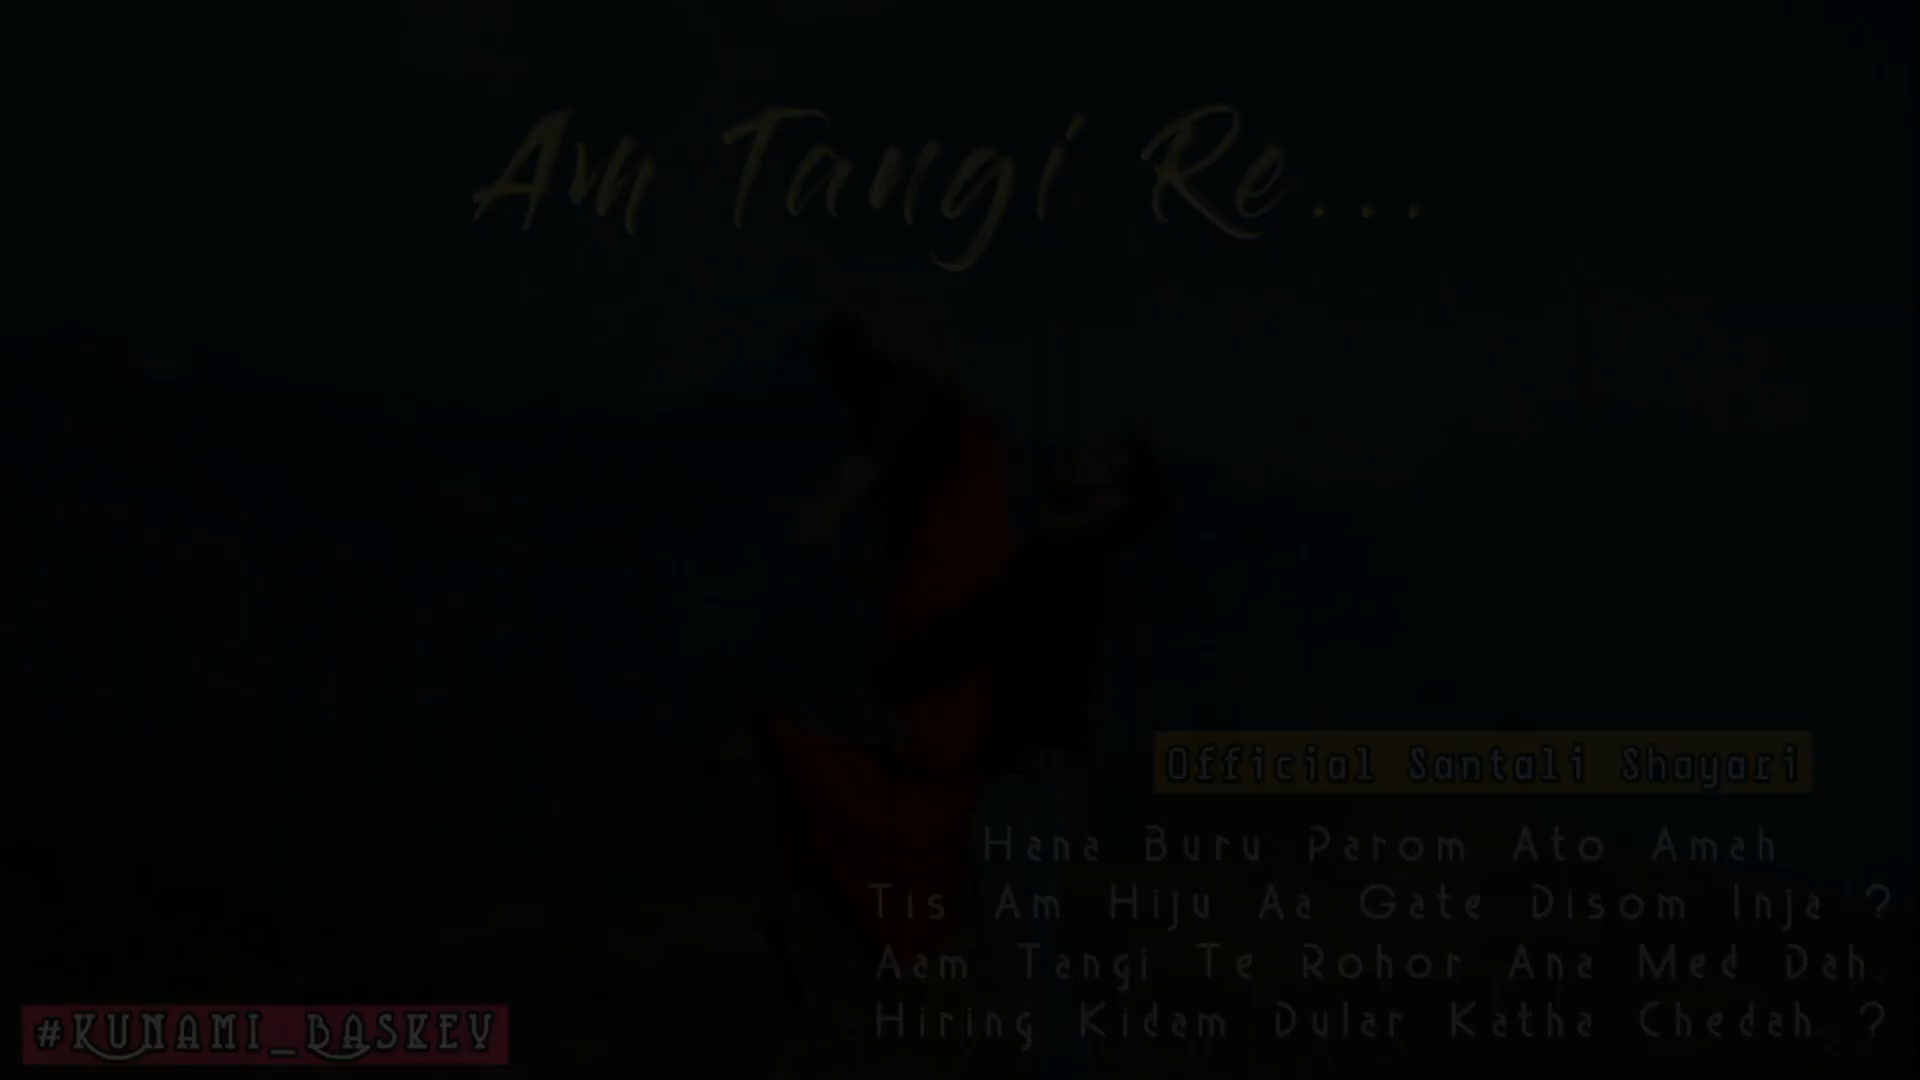 Am Tangi Re...
Official Santali Shayari
Hana Buru Parom Ato Amah
Tis Am Hiju Aa Gate Disom Inja ?
Aam Tangi Te Rohor Ana Med Dah,
Hiring Kidam Dular Katha Chedah ?
#KUNAMI_BASKEY